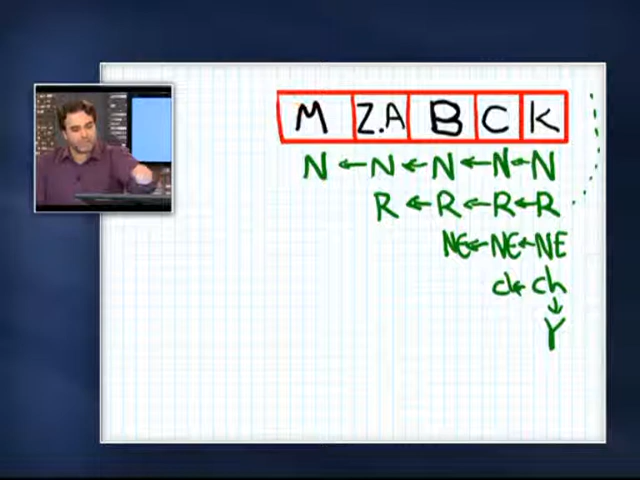 M Z.A B C K
N ← N ← N ← N ← N
R ← R ← R ← R
NE ← NE ← NE
ch ← ch
↓
Y